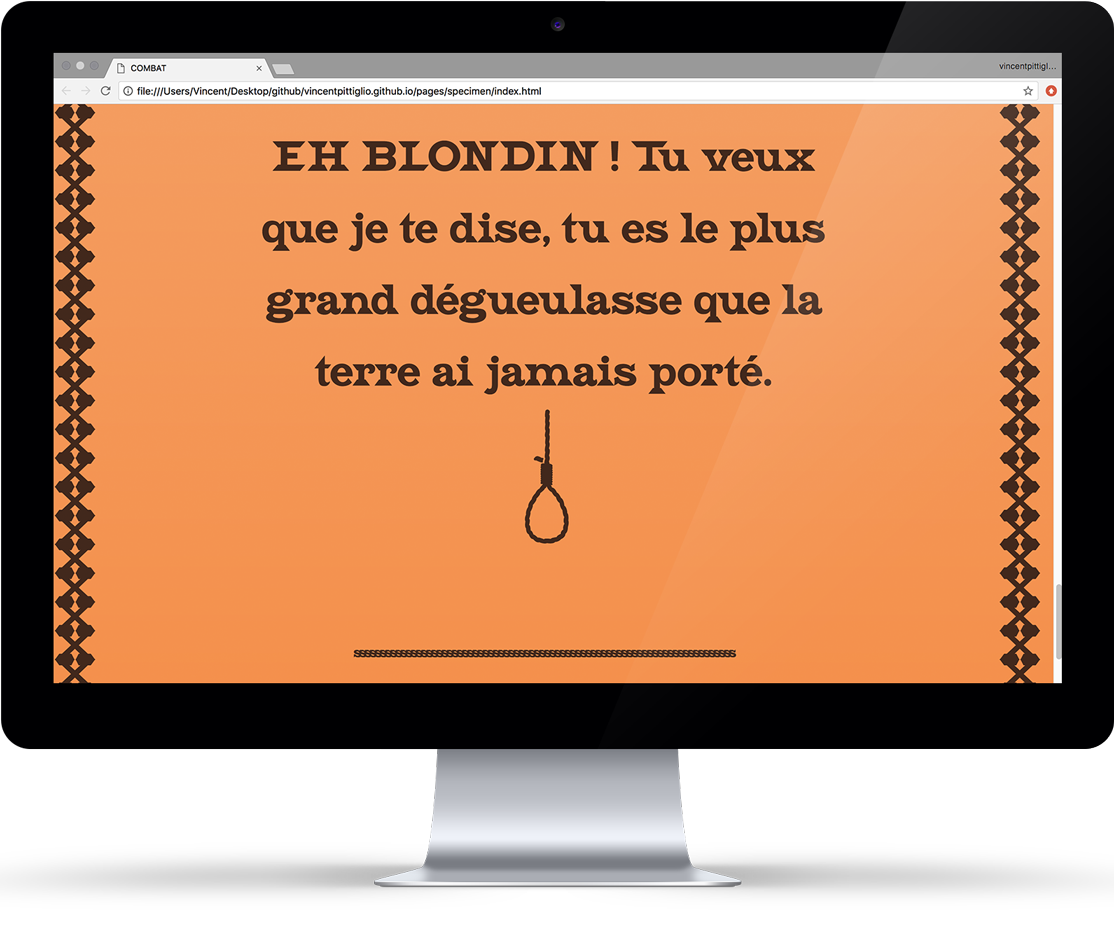 COMBAT
vincentpittigl...
file:///Users/Vincent/Desktop/github/vincentpittiglio.github.io/pages/specimen/index.html
EH BLONDIN ! Tu veux
que je te dise, tu es le plus
grand dégueulasse que la
terre ai jamais porté.